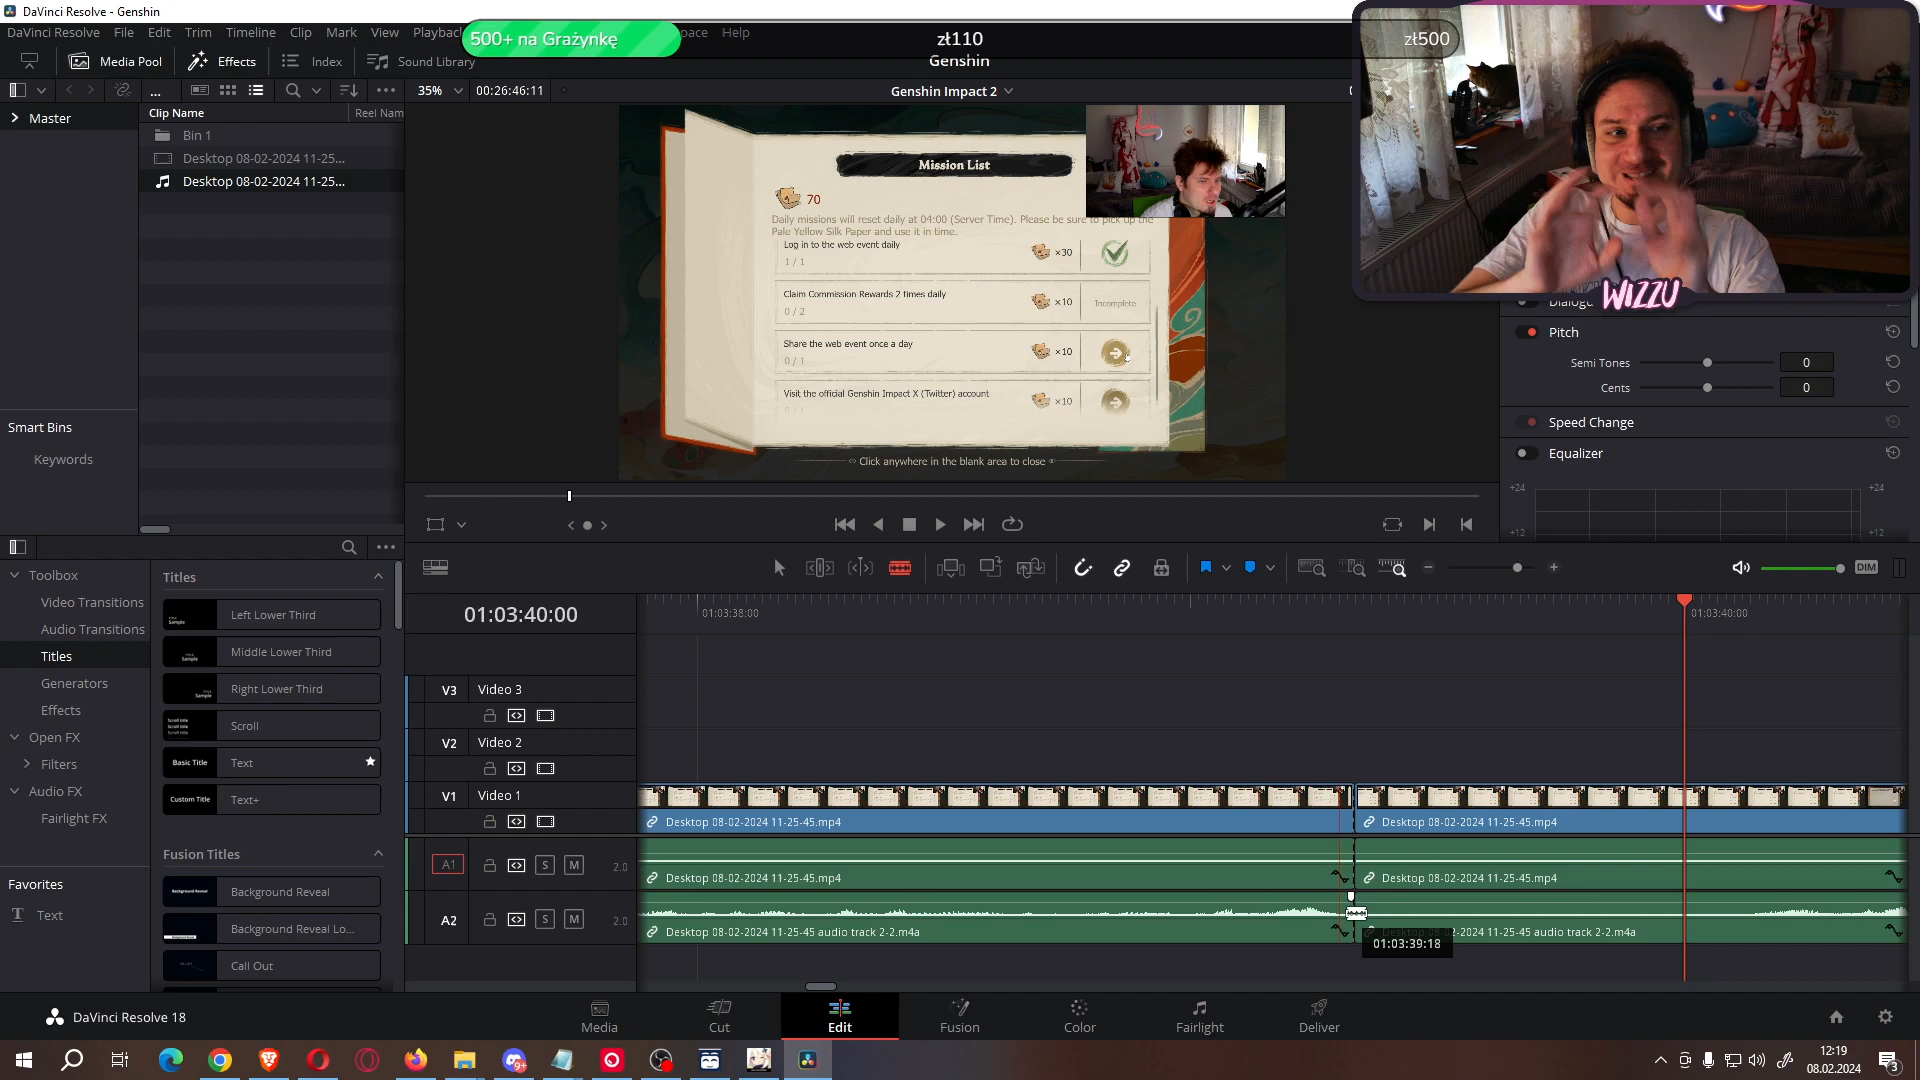 DaVinci Resolve - Genshin
DaVinci Resolve File Edit Trim Clip Timeline Mark View Playback Help
500+ na Grażynkę
zł110
zł500
Genshin
Media Pool Effects Index Sound Library
35% 00:26:46:11 Genshin Impact 2
Clip Name Reel Nam
Master
Bin 1
Desktop 08-02-2024 11-25...
Desktop 08-02-2024 11-25...
Smart Bins
Keywords
Mission List
70
Daily missions will reset daily at 04:00 (Server Time). Please be sure to pick up the
Pale Yellow Silk Paper and use it in time.
Log in to the web event daily
1 / 1
×30
Claim Commission Rewards 2 times daily
0 / 2
×10 Incomplete
Share the web event once a day
0 / 1
×10
Visit the official Genshin Impact X (Twitter) account
0 / 1
×10
Click anywhere in the blank area to close
WIZZU
Pitch
Semi Tones 0
Cents 0
Speed Change
Equalizer
+24 +24
+12 +12
Toolbox
Video Transitions
Audio Transitions
Titles
Generators
Effects
Open FX
Filters
Audio FX
Fairlight FX
Favorites
Text
Titles
Left Lower Third
Middle Lower Third
Right Lower Third
Scroll
Basic Title Text
Custom Title Text+
Fusion Titles
Background Reveal
Background Reveal Lo...
Call Out
DIM
01:03:40:00
01:03:38:00
01:03:40:00
V3 Video 3
V2 Video 2
V1 Video 1
Desktop 08-02-2024 11-25-45.mp4
Desktop 08-02-2024 11-25-45.mp4
A1 S M 2.0
Desktop 08-02-2024 11-25-45.mp4
Desktop 08-02-2024 11-25-45.mp4
A2 S M 2.0
Desktop 08-02-2024 11-25-45 audio track 2-2.m4a
Desktop 08-02-2024 11-25-45 audio track 2-2.m4a
01:03:39:18
DaVinci Resolve 18
Media Cut Edit Fusion Color Fairlight Deliver
9+
12:19
08.02.2024
3